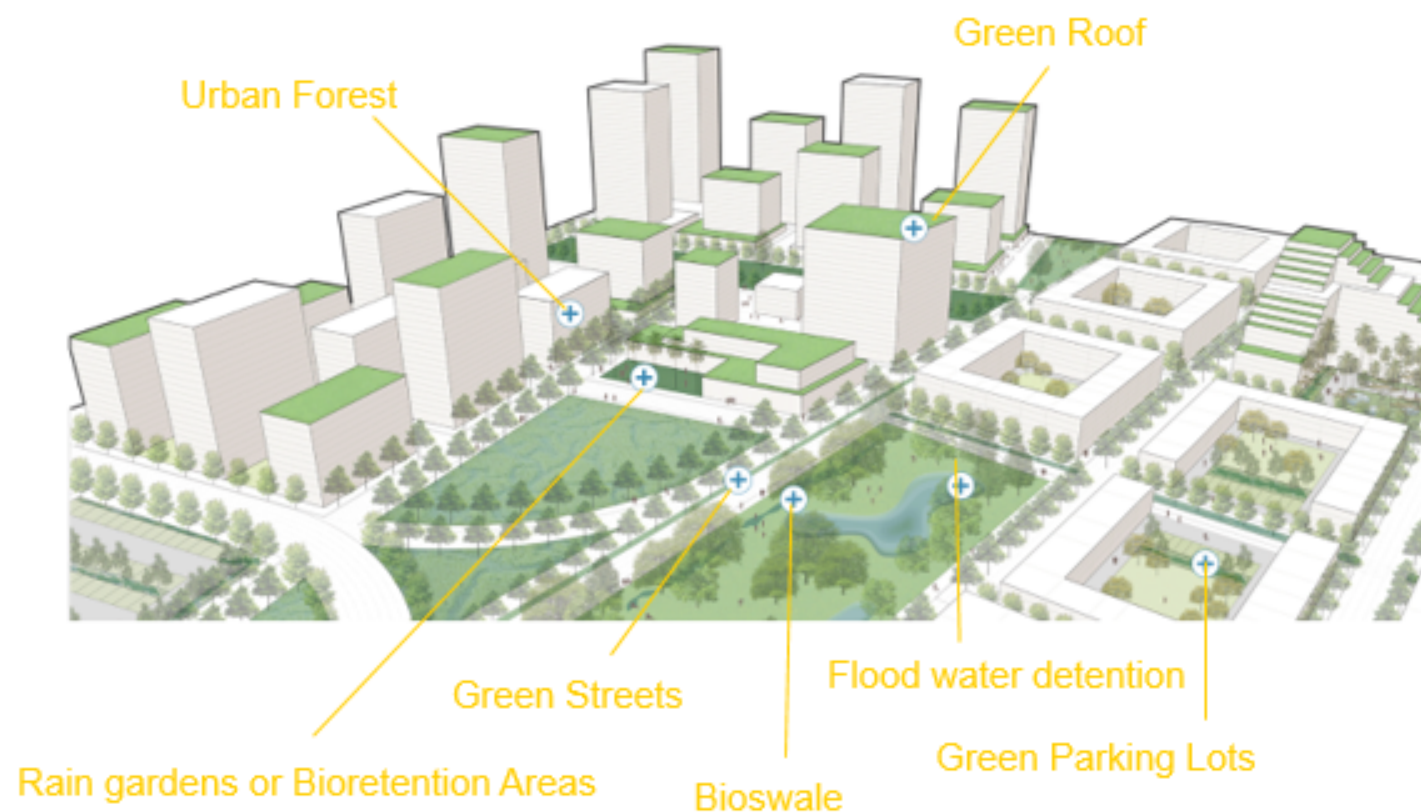 Green Roof
Urban Forest
Flood water detention
Green Streets
Green Parking Lots
Rain gardens or Bioretention Areas
Bioswale